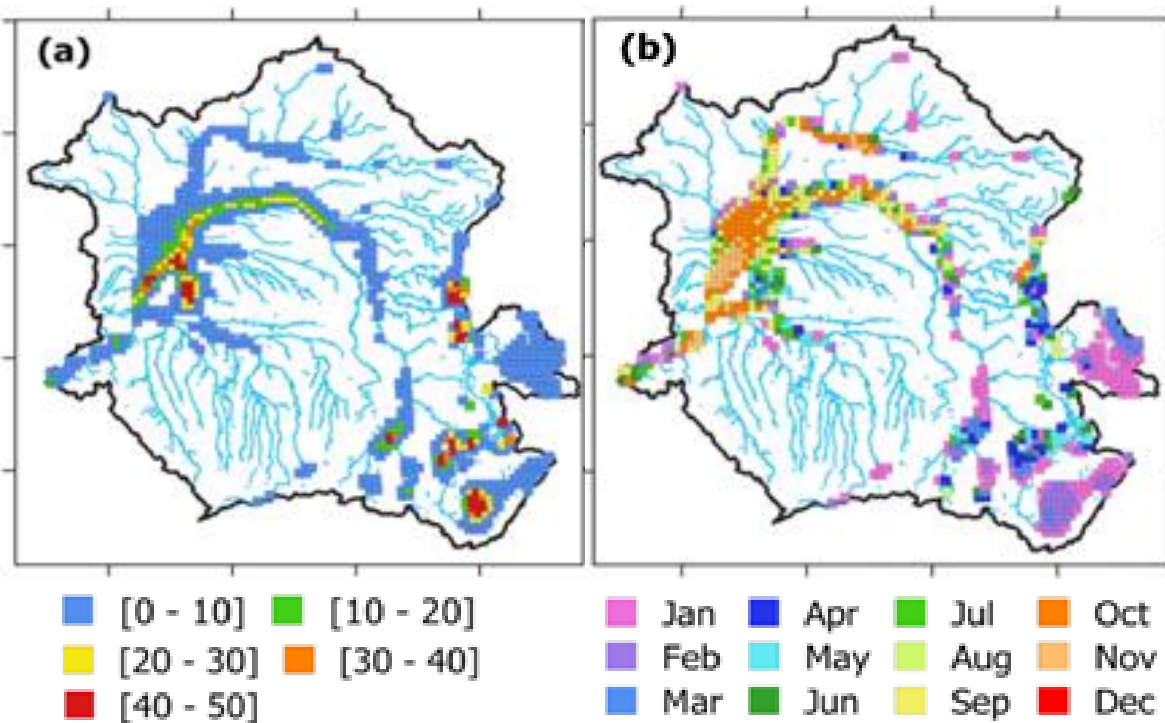 (a) (b)
[0 - 10] [10 - 20]
[20 - 30] [30 - 40]
[40 - 50]
Jan Apr Jul Oct
Feb May Aug Nov
Mar Jun Sep Dec